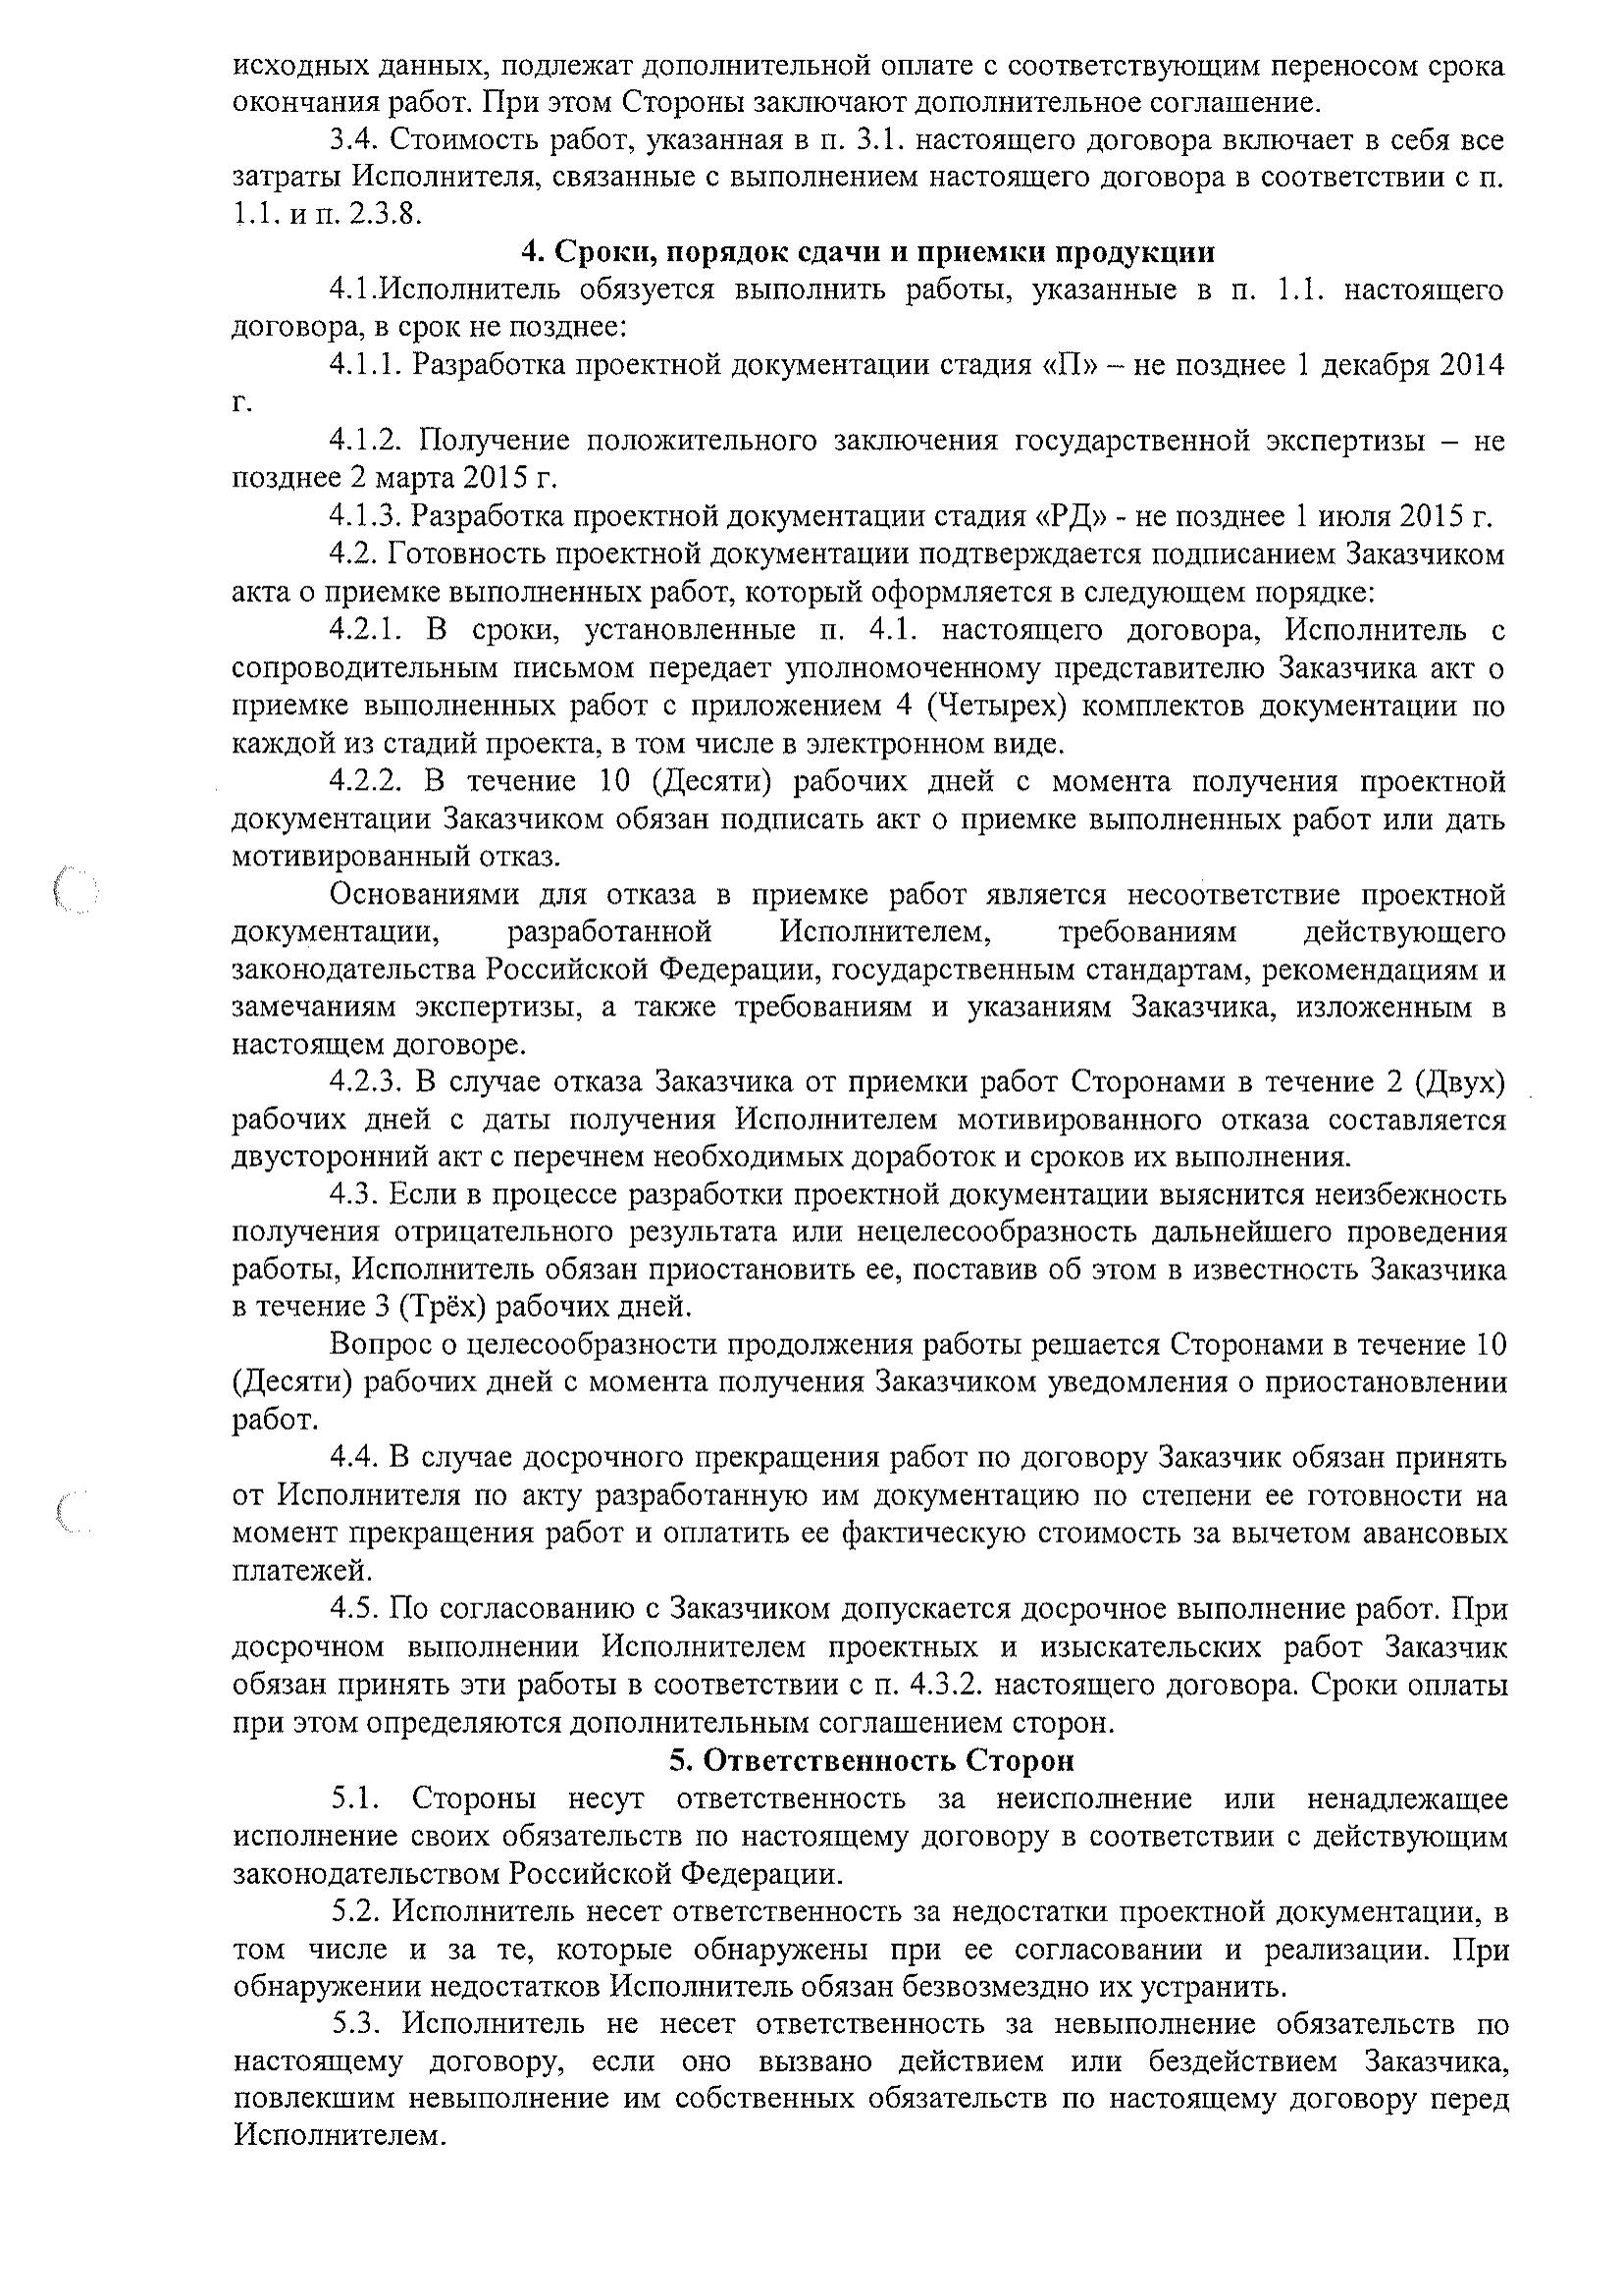 исходных данных, подлежат дополнительной оплате с соответствующим переносом срока
окончания работ. При этом Стороны заключают дополнительное соглашение.
3.4. Стоимость работ, указанная в п. 3.1. настоящего договора включает в себя все
затраты Исполнителя, связанные с выполнением настоящего договора в соответствии с п.
1.1. и п. 2.3.8.
4. Сроки, порядок сдачи и приемки продукции
4.1.Исполнитель обязуется выполнить работы, указанные в п. 1.1. настоящего
договора, в срок не позднее:
4.1.1. Разработка проектной документации стадия «П» – не позднее 1 декабря 2014
г.
4.1.2. Получение положительного заключения государственной экспертизы – не
позднее 2 марта 2015 г.
4.1.3. Разработка проектной документации стадия «РД» - не позднее 1 июля 2015 г.
4.2. Готовность проектной документации подтверждается подписанием Заказчиком
акта о приемке выполненных работ, который оформляется в следующем порядке:
4.2.1. В сроки, установленные п. 4.1. настоящего договора, Исполнитель с
сопроводительным письмом передает уполномоченному представителю Заказчика акт о
приемке выполненных работ с приложением 4 (Четырех) комплектов документации по
каждой из стадий проекта, в том числе в электронном виде.
4.2.2. В течение 10 (Десяти) рабочих дней с момента получения проектной
документации Заказчиком обязан подписать акт о приемке выполненных работ или дать
мотивированный отказ.
Основаниями для отказа в приемке работ является несоответствие проектной
документации, разработанной Исполнителем, требованиям действующего
законодательства Российской Федерации, государственным стандартам, рекомендациям и
замечаниям экспертизы, а также требованиям и указаниям Заказчика, изложенным в
настоящем договоре.
4.2.3. В случае отказа Заказчика от приемки работ Сторонами в течение 2 (Двух)
рабочих дней с даты получения Исполнителем мотивированного отказа составляется
двусторонний акт с перечнем необходимых доработок и сроков их выполнения.
4.3. Если в процессе разработки проектной документации выяснится неизбежность
получения отрицательного результата или нецелесообразность дальнейшего проведения
работы, Исполнитель обязан приостановить ее, поставив об этом в известность Заказчика
в течение 3 (Трёх) рабочих дней.
Вопрос о целесообразности продолжения работы решается Сторонами в течение 10
(Десяти) рабочих дней с момента получения Заказчиком уведомления о приостановлении
работ.
4.4. В случае досрочного прекращения работ по договору Заказчик обязан принять
от Исполнителя по акту разработанную им документацию по степени ее готовности на
момент прекращения работ и оплатить ее фактическую стоимость за вычетом авансовых
платежей.
4.5. По согласованию с Заказчиком допускается досрочное выполнение работ. При
досрочном выполнении Исполнителем проектных и изыскательских работ Заказчик
обязан принять эти работы в соответствии с п. 4.3.2. настоящего договора. Сроки оплаты
при этом определяются дополнительным соглашением сторон.
5. Ответственность Сторон
5.1. Стороны несут ответственность за неисполнение или ненадлежащее
исполнение своих обязательств по настоящему договору в соответствии с действующим
законодательством Российской Федерации.
5.2. Исполнитель несет ответственность за недостатки проектной документации, в
том числе и за те, которые обнаружены при ее согласовании и реализации. При
обнаружении недостатков Исполнитель обязан безвозмездно их устранить.
5.3. Исполнитель не несет ответственность за невыполнение обязательств по
настоящему договору, если оно вызвано действием или бездействием Заказчика,
повлекшим невыполнение им собственных обязательств по настоящему договору перед
Исполнителем.